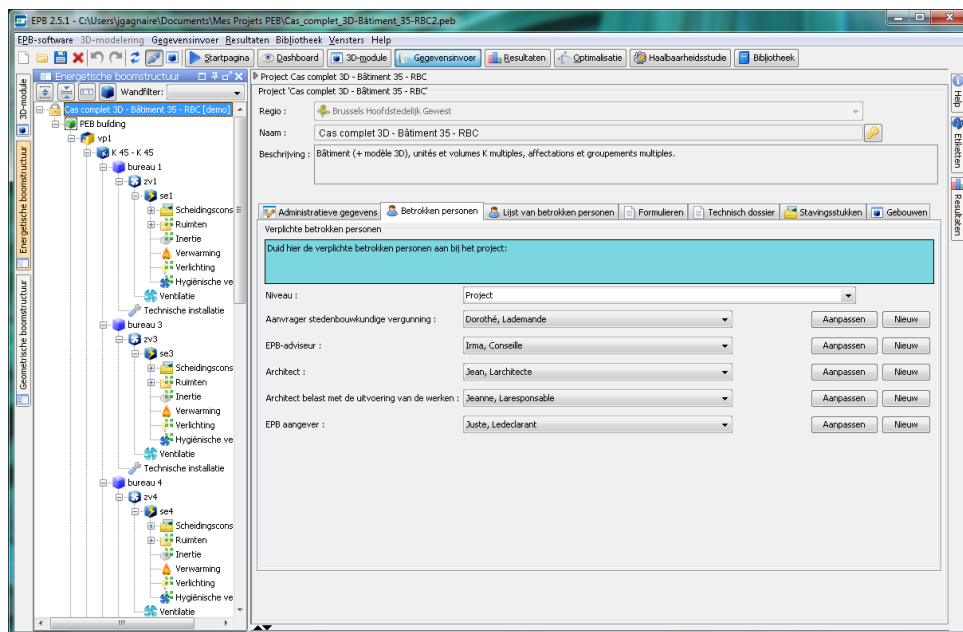 EPB 2.5.1 - C:\Users\jgagnaire\Documents\Mes Projets PEB\Cas_complet_3D-Bâtiment_35-RBC2.peb
EPB-software 3D-modelering Gegevensinvoer Resultaten Bibliotheek Vensters Help
Startpagina Dashboard 3D-module Gegevensinvoer Resultaten Optimalisatie Haalbaarheidsstudie Bibliotheek
3D-module
Energetische boomstructuur
Geometrische boomstructuur
Energetische boomstructuur
Wandfilter:
Cas complet 3D - Bâtiment 35 - RBC [demo]
PEB building
vp1
K 45 - K 45
bureau 1
zv1
se1
Scheidingscons
Ruimten
Inertie
Verwarming
Verlichting
Hygiënische ve
Ventilatie
Technische installatie
bureau 3
zv3
se3
Scheidingscons
Ruimten
Inertie
Verwarming
Verlichting
Hygiënische ve
Ventilatie
Technische installatie
bureau 4
zv4
se4
Scheidingscons
Ruimten
Inertie
Verwarming
Verlichting
Hygiënische ve
Ventilatie
Project Cas complet 3D - Bâtiment 35 - RBC
Project 'Cas complet 3D - Bâtiment 35 - RBC'
Regio : Brussels Hoofdstedelijk Gewest
Naam : Cas complet 3D - Bâtiment 35 - RBC
Beschrijving : Bâtiment (+ modèle 3D), unités et volumes K multiples, affectations et groupements multiples.
Administratieve gegevens Betrokken personen Lijst van betrokken personen Formulieren Technisch dossier Stavingsstukken Gebouwen
Verplichte betrokken personen
Duid hier de verplichte betrokken personen aan bij het project:
Niveau : Project
Aanvrager stedenbouwkundige vergunning : Dorothé, Lademande Aanpassen Nieuw
EPB-adviseur : Irma, Conseille Aanpassen Nieuw
Architect : Jean, Larchitecte Aanpassen Nieuw
Architect belast met de uitvoering van de werken : Jeanne, Laresponsable Aanpassen Nieuw
EPB aangever : Juste, Ledeclarant Aanpassen Nieuw
Help
Etiketten
Resultaten